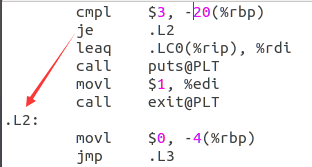 cmpl $3, -20(%rbp)
je .L2
leaq .LC0(%rip), %rdi
call puts@PLT
movl $1, %edi
call exit@PLT
.L2:
movl $0, -4(%rbp)
jmp .L3